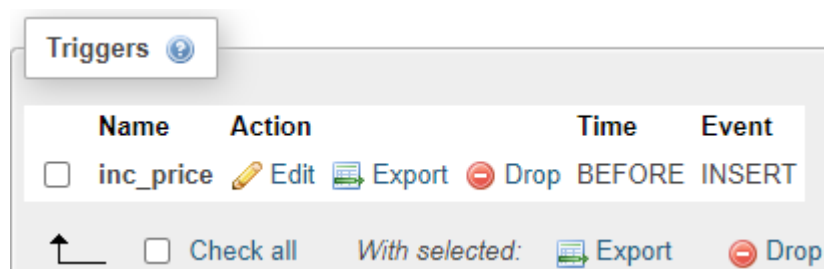 Triggers
Name Action Time Event
inc_price Edit Export Drop BEFORE INSERT
Check all With selected: Export Drop